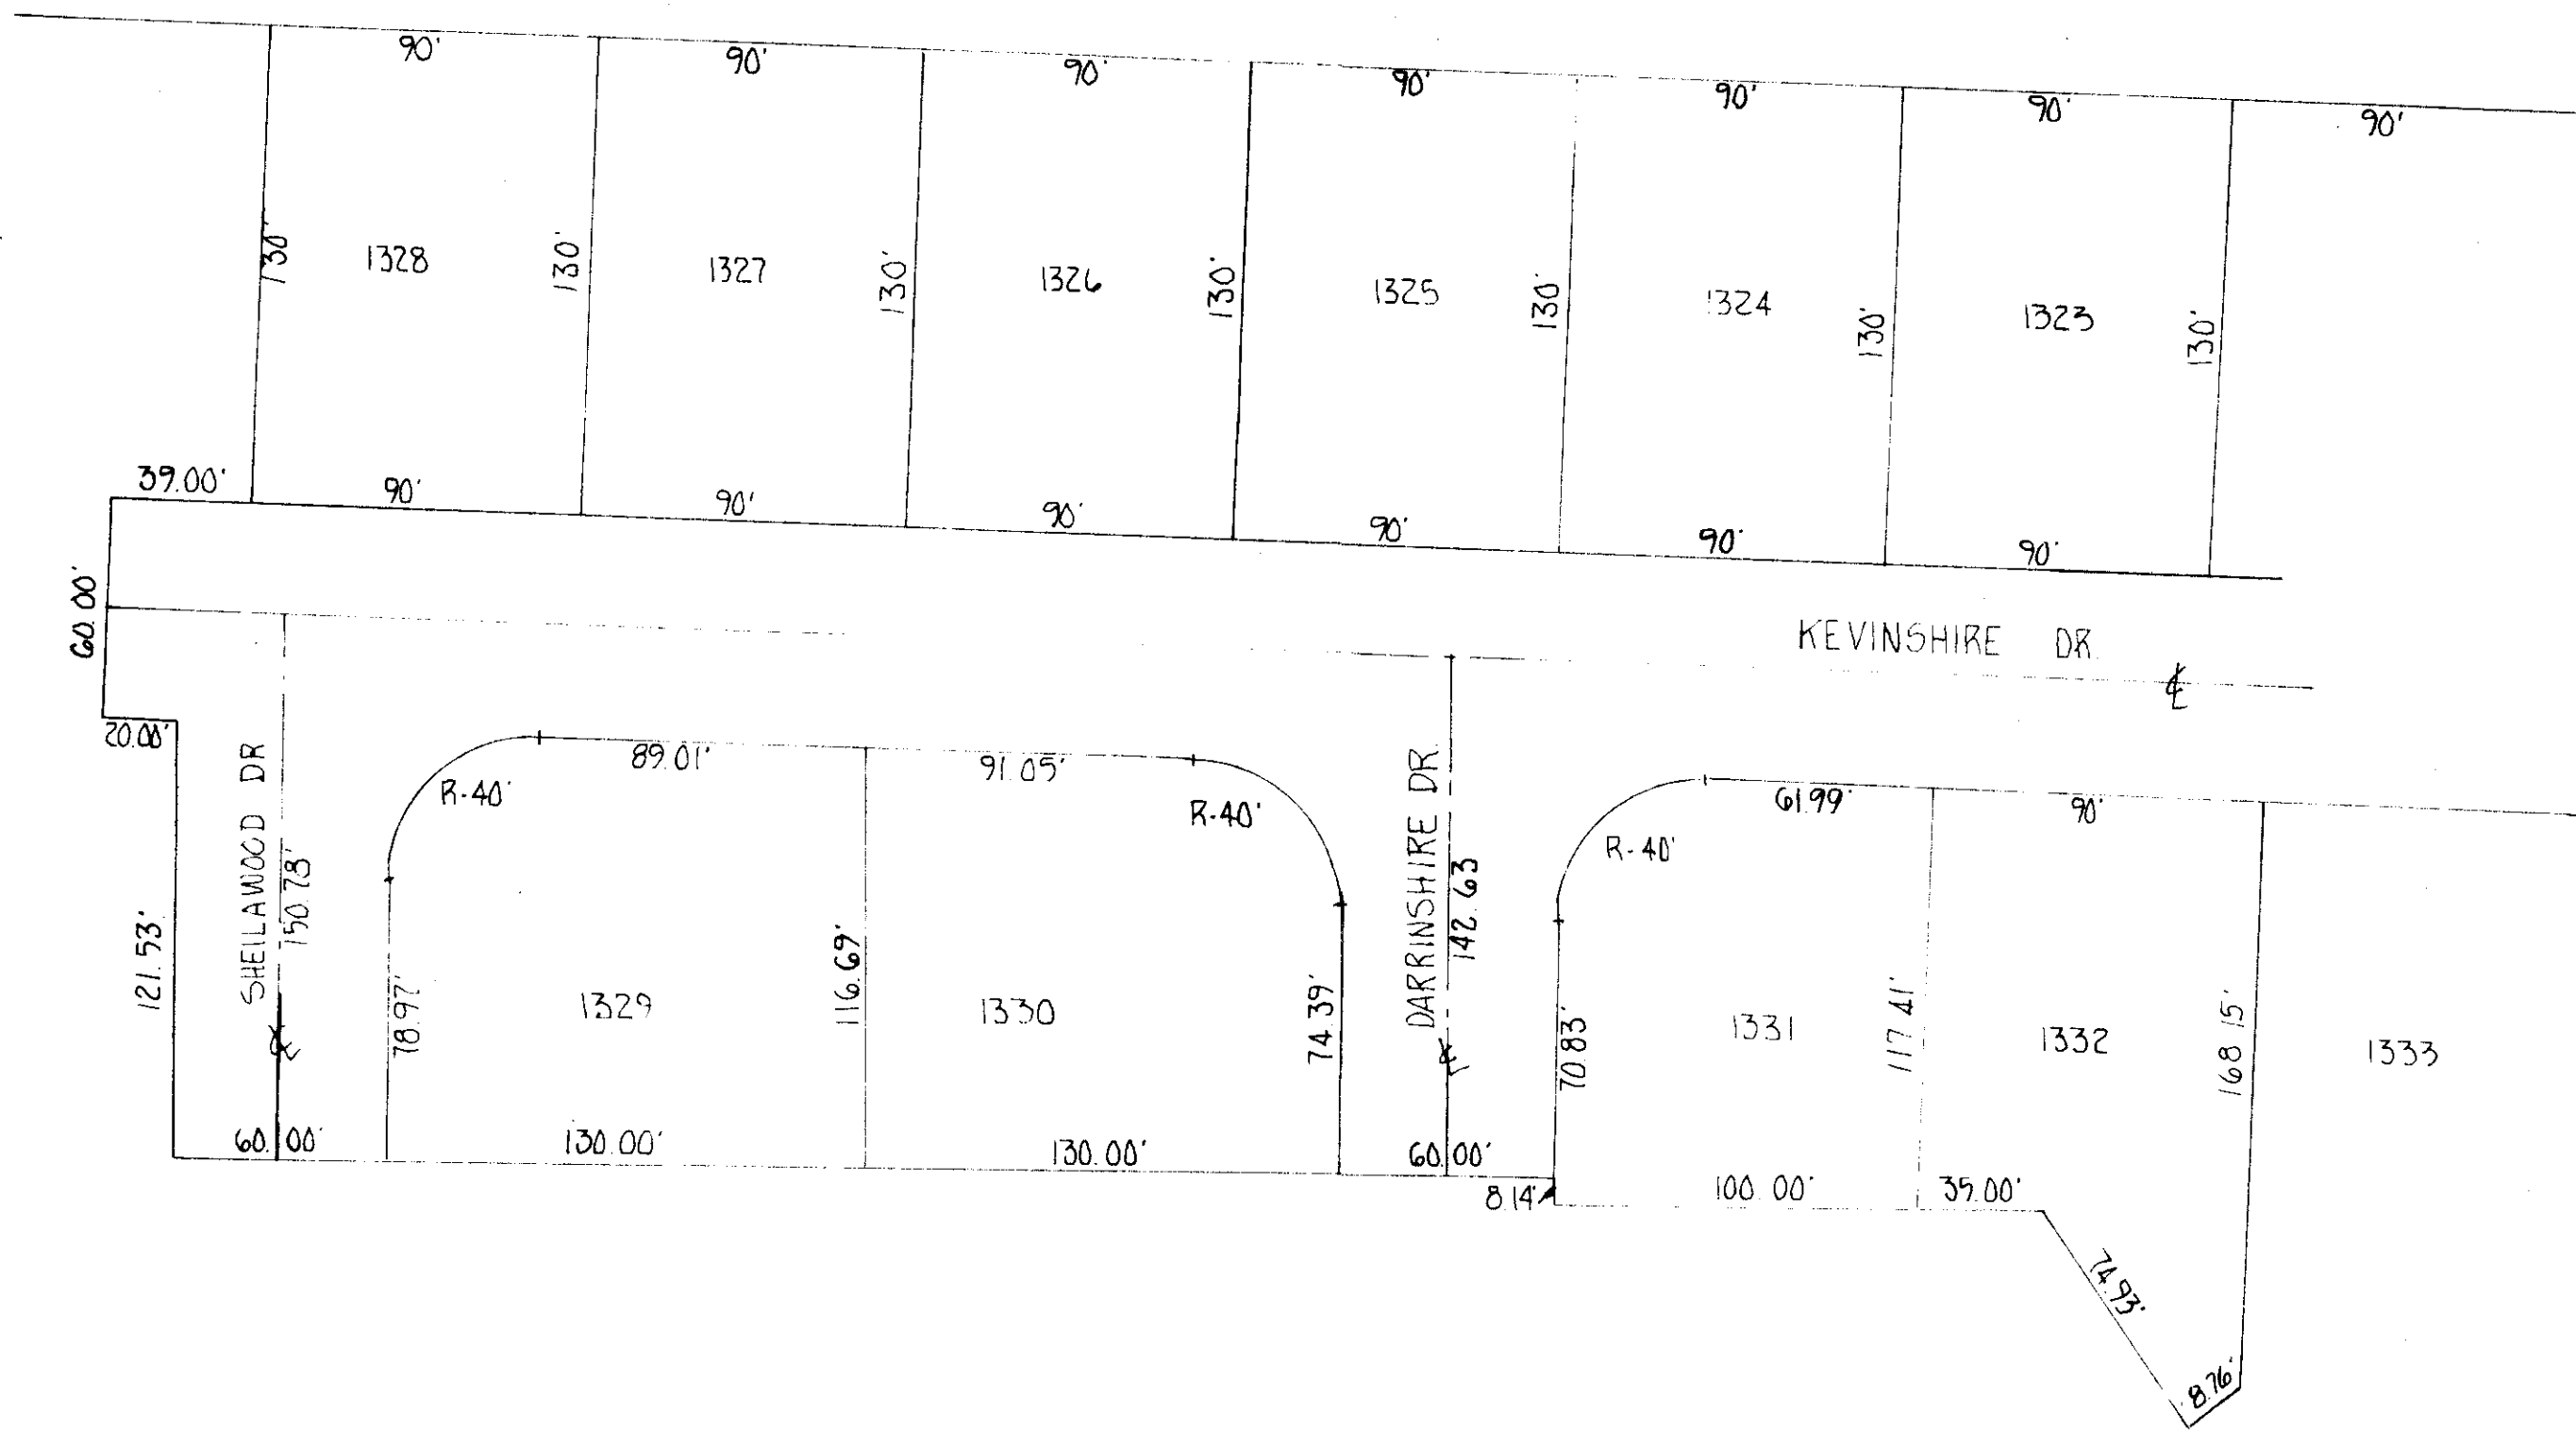 90' 90' 90' 90' 90' 90' 90'
130' 1328 130' 1327 130' 1326 130' 1325 130' 1324 130' 1323 130'
39.00' 90' 90' 90' 90' 90' 90'
60.00'
KEVINSHIRE DR.
20.00'
89.01' 91.05' 61.99' 90'
R-40' R-40' R-40'
SHEILAWOOD DR
150.78'
DARRINSHIRE DR.
142.63
121.53' 78.97' 1329 116.69' 1330 74.39' 70.83' 1331 117.41' 1332 168.15' 1333
60.00' 130.00' 130.00' 60.00'
8.14' 100.00' 35.00'
74.93'
8.76'